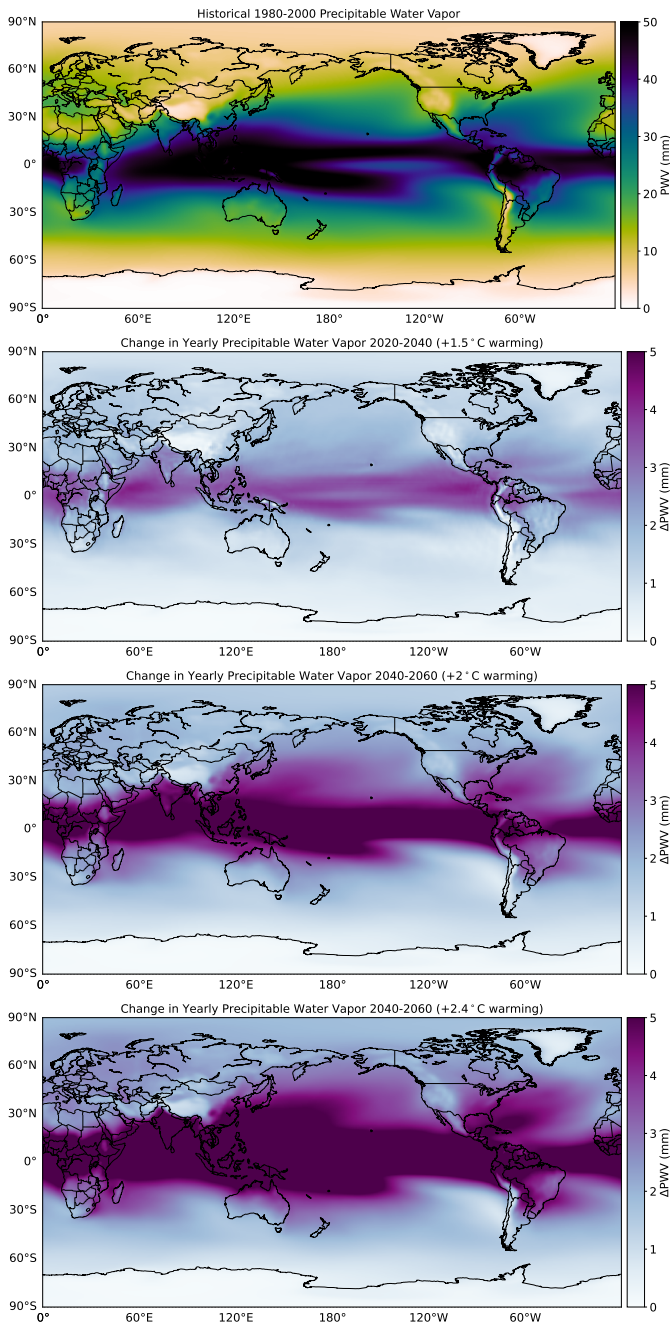 Historical 1980-2000 Precipitable Water Vapor
90°N
60°N
30°N
0°
30°S
60°S
90°S
0° 60°E 120°E 180° 120°W 60°W
50
40
30
20
10
0
PWV (mm)
Change in Yearly Precipitable Water Vapor 2020-2040 (+1.5°C warming)
90°N
60°N
30°N
0°
30°S
60°S
90°S
0° 60°E 120°E 180° 120°W 60°W
5
4
3
2
1
0
ΔPWV (mm)
Change in Yearly Precipitable Water Vapor 2040-2060 (+2°C warming)
90°N
60°N
30°N
0°
30°S
60°S
90°S
0° 60°E 120°E 180° 120°W 60°W
5
4
3
2
1
0
ΔPWV (mm)
Change in Yearly Precipitable Water Vapor 2040-2060 (+2.4°C warming)
90°N
60°N
30°N
0°
30°S
60°S
90°S
0° 60°E 120°E 180° 120°W 60°W
5
4
3
2
1
0
ΔPWV (mm)